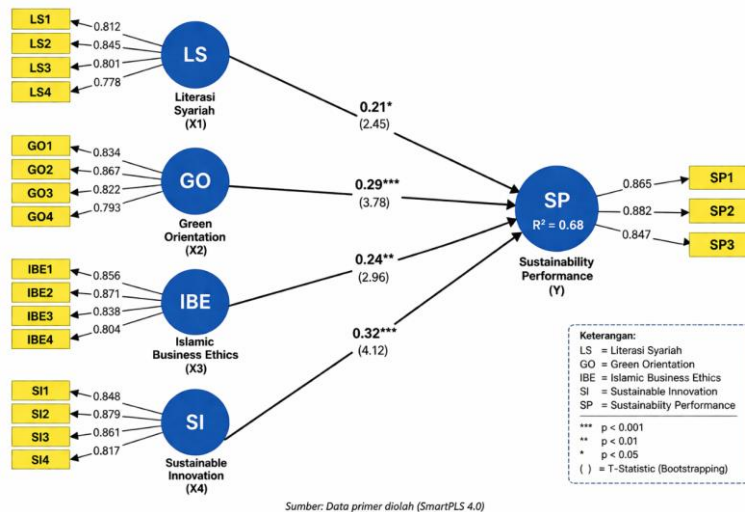 LS1
LS2
LS3
LS4
0.812
0.845
0.801
0.778
LS
Literasi
Syariah
(X1)
GO1
GO2
GO3
GO4
0.834
0.867
0.822
0.793
GO
Green
Orientation
(X2)
IBE1
IBE2
IBE3
IBE4
0.856
0.871
0.838
0.804
IBE
Islamic
Business Ethics
(X3)
SI1
SI2
SI3
SI4
0.848
0.879
0.861
0.817
SI
Sustainable
Innovation
(X4)
0.21*
(2.45)
0.29***
(3.78)
0.24**
(2.96)
0.32***
(4.12)
SP
R² = 0.68
Sustainability
Performance
(Y)
0.865
0.882
0.847
SP1
SP2
SP3
Keterangan:
LS = Literasi Syariah
GO = Green Orientation
IBE = Islamic Business Ethics
SI = Sustainable Innovation
SP = Sustainabiity Performance
*** p < 0.001
** p < 0.01
* p < 0.05
( ) = T-Statistic (Bootstrapping)
Sumber: Data primer diolah (SmartPLS 4.0)